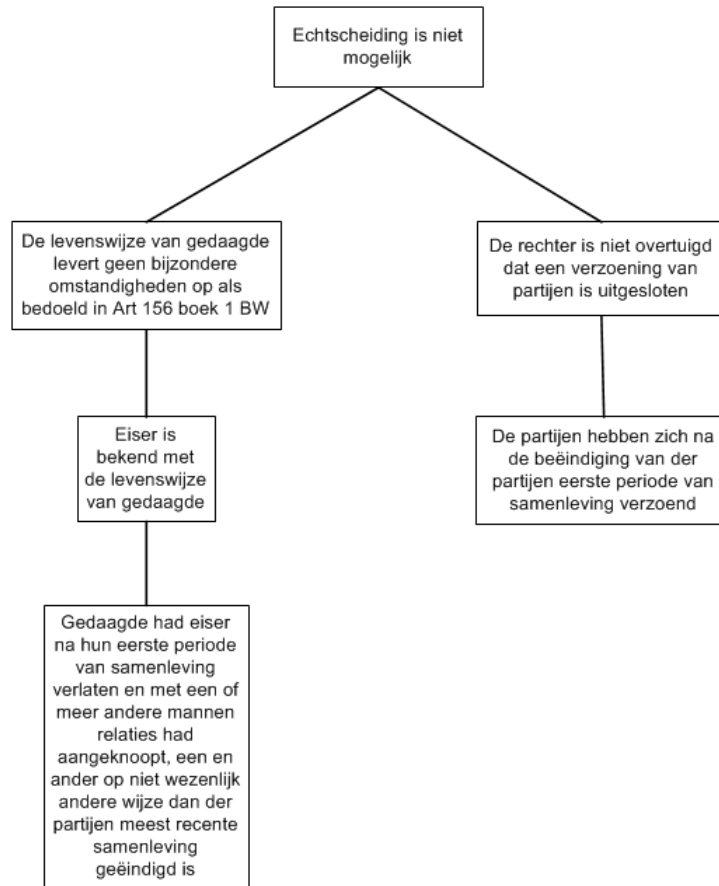 Echtscheiding is niet
mogelijk
De levenswijze van gedaagde
levert geen bijzondere
omstandigheden op als
bedoeld in Art 156 boek 1 BW
De rechter is niet overtuigd
dat een verzoening van
partijen is uitgesloten
Eiser is
bekend met
de levenswijze
van gedaagde
De partijen hebben zich na
de beëindiging van der
partijen eerste periode van
samenleving verzoend
Gedaagde had eiser
na hun eerste periode
van samenleving
verlaten en met een of
meer andere mannen
relaties had
aangeknoopt, een en
ander op niet wezenlijk
andere wijze dan der
partijen meest recente
samenleving
geëindigd is